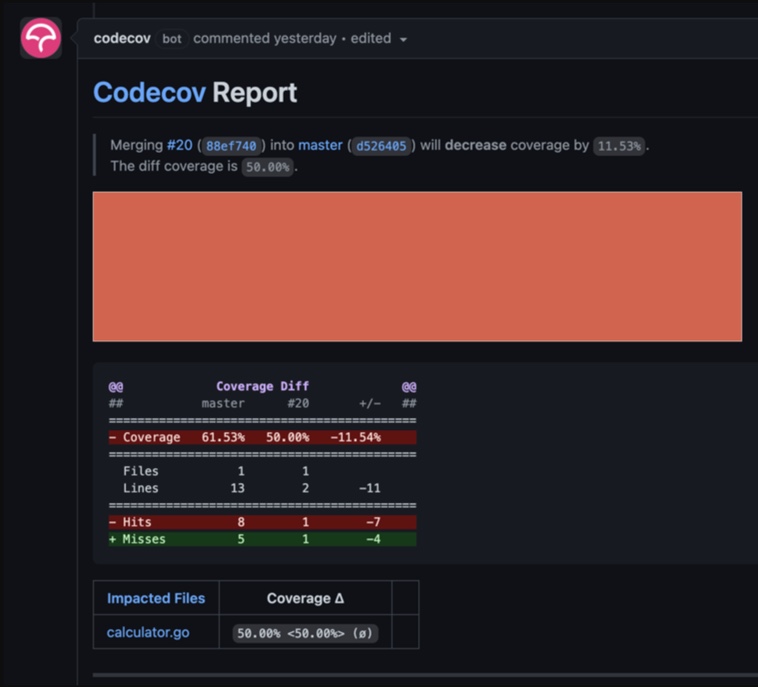 codecov bot commented yesterday • edited
Codecov Report
Merging #20 (88ef740) into master (d526405) will decrease coverage by 11.53%.
The diff coverage is 50.00%.
@@ Coverage Diff @@
## master #20 +/- ##
===========================================
- Coverage 61.53% 50.00% -11.54%
===========================================
Files 1 1
Lines 13 2 -11
===========================================
- Hits 8 1 -7
+ Misses 5 1 -4
Impacted Files Coverage Δ
calculator.go 50.00% <50.00%> (ø)